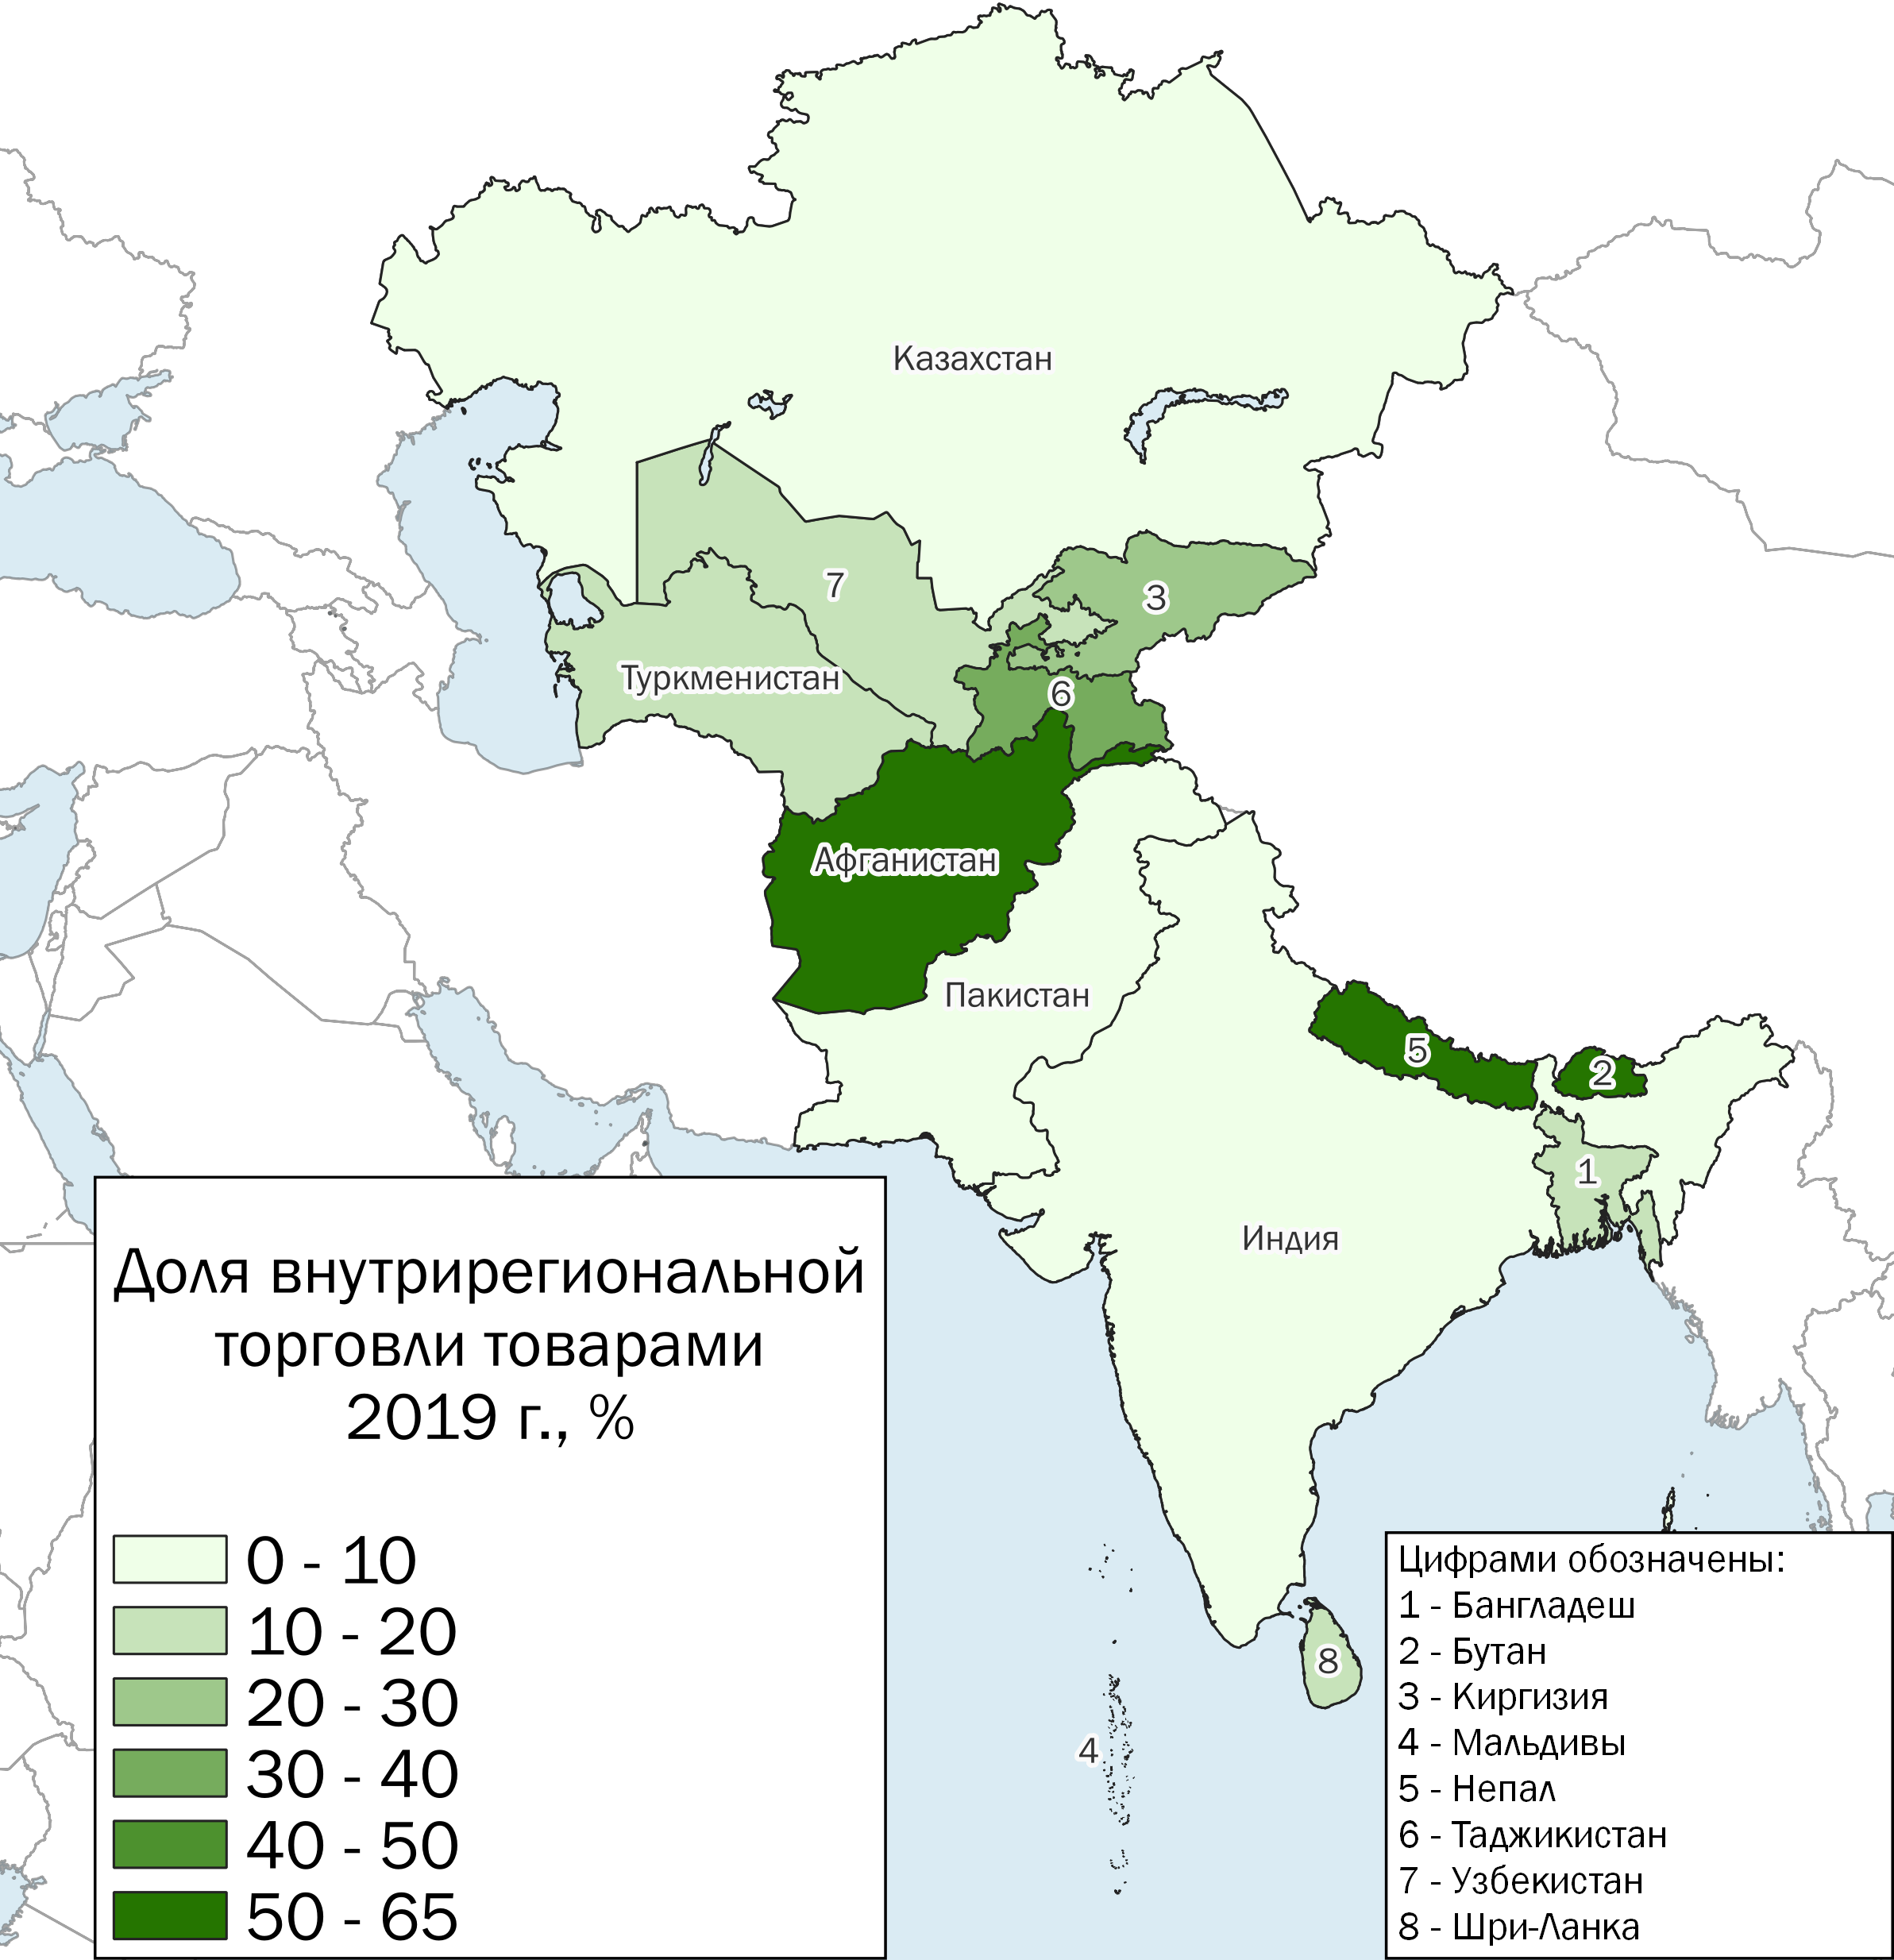 Казахстан
7
3
Туркменистан
6
Афганистан
Пакистан
5
2
1
Индия
8
4
Доля внутрирегиональной
торговли товарами
2019 г., %
0 - 10
10 - 20
20 - 30
30 - 40
40 - 50
50 - 65
Цифрами обозначены:
1 - Бангладеш
2 - Бутан
3 - Киргизия
4 - Мальдивы
5 - Непал
6 - Таджикистан
7 - Узбекистан
8 - Шри-Ланка